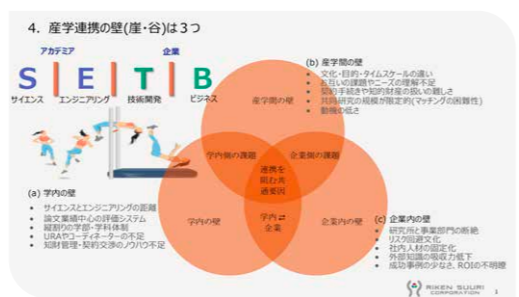 4. 産学連携の壁(崖・谷)は3つ
アカデミア 企業
S | E | T | B
サイエンス エンジニアリング 技術開発 ビジネス
(b) 産学間の壁
• 文化・目的・タイムスケールの違い
• お互いの課題やニーズの理解不足
• 契約手続きや知的財産の扱いの難しさ
• 共同研究の規模が限定的(マッチングの困難性)
• 動機の低さ
産学間の壁
学内側の課題
企業側の課題
連携を
阻む共
通要因
学内の壁
学内⇄
企業
企業内の壁
(a) 学内の壁
• サイエンスとエンジニアリングの距離
• 論文業績中心の評価システム
• 縦割りの学部・学科体制
• URAやコーディネーターの不足
• 知財管理・契約交渉のノウハウ不足
(c) 企業内の壁
• 研究所と事業部門の断絶
• リスク回避文化
• 社内人材の固定化
• 外部知識の吸収力低下
• 成功事例の少なさ、ROIの不明瞭
RIKEN SUURI
CORPORATION
1